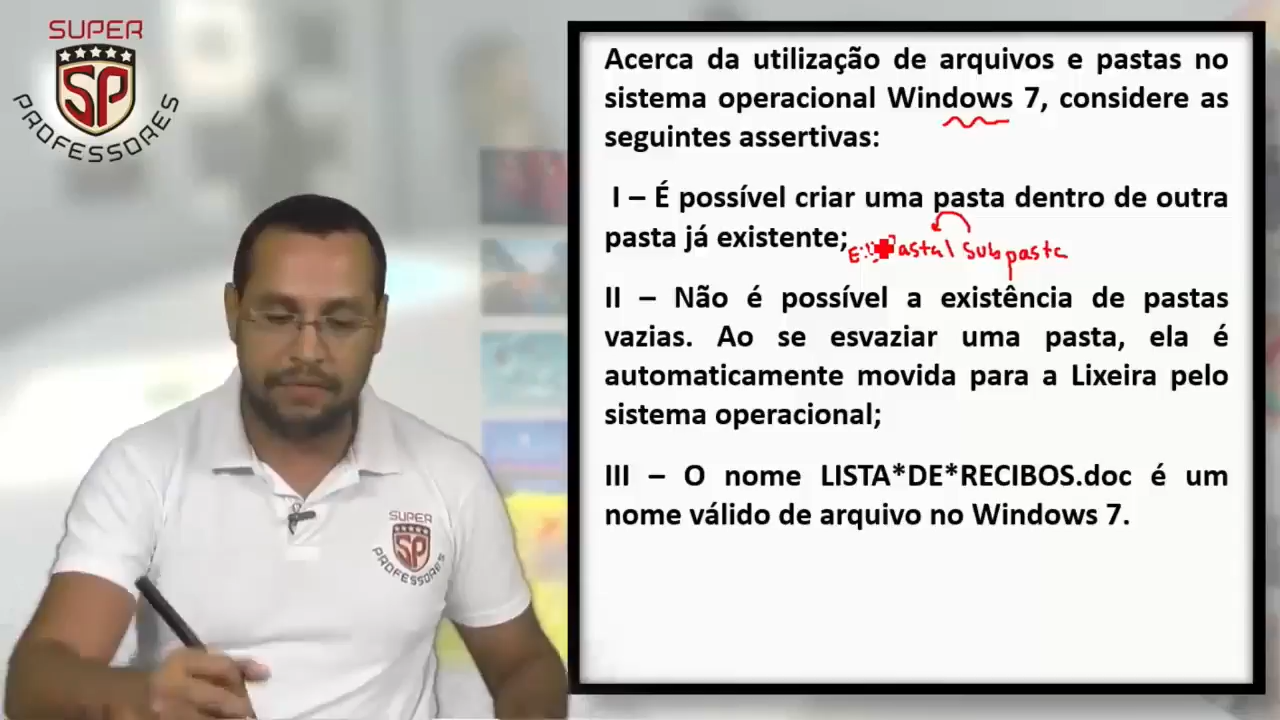 SUPER
SP
PROFESSORES
Acerca da utilização de arquivos e pastas no
sistema operacional Windows 7, considere as
seguintes assertivas:
I – É possível criar uma pasta dentro de outra
pasta já existente;
subpasta
II – Não é possível a existência de pastas
vazias. Ao se esvaziar uma pasta, ela é
automaticamente movida para a Lixeira pelo
sistema operacional;
III – O nome LISTA*DE*RECIBOS.doc é um
nome válido de arquivo no Windows 7.
SUPER
SP
PROFESSORES